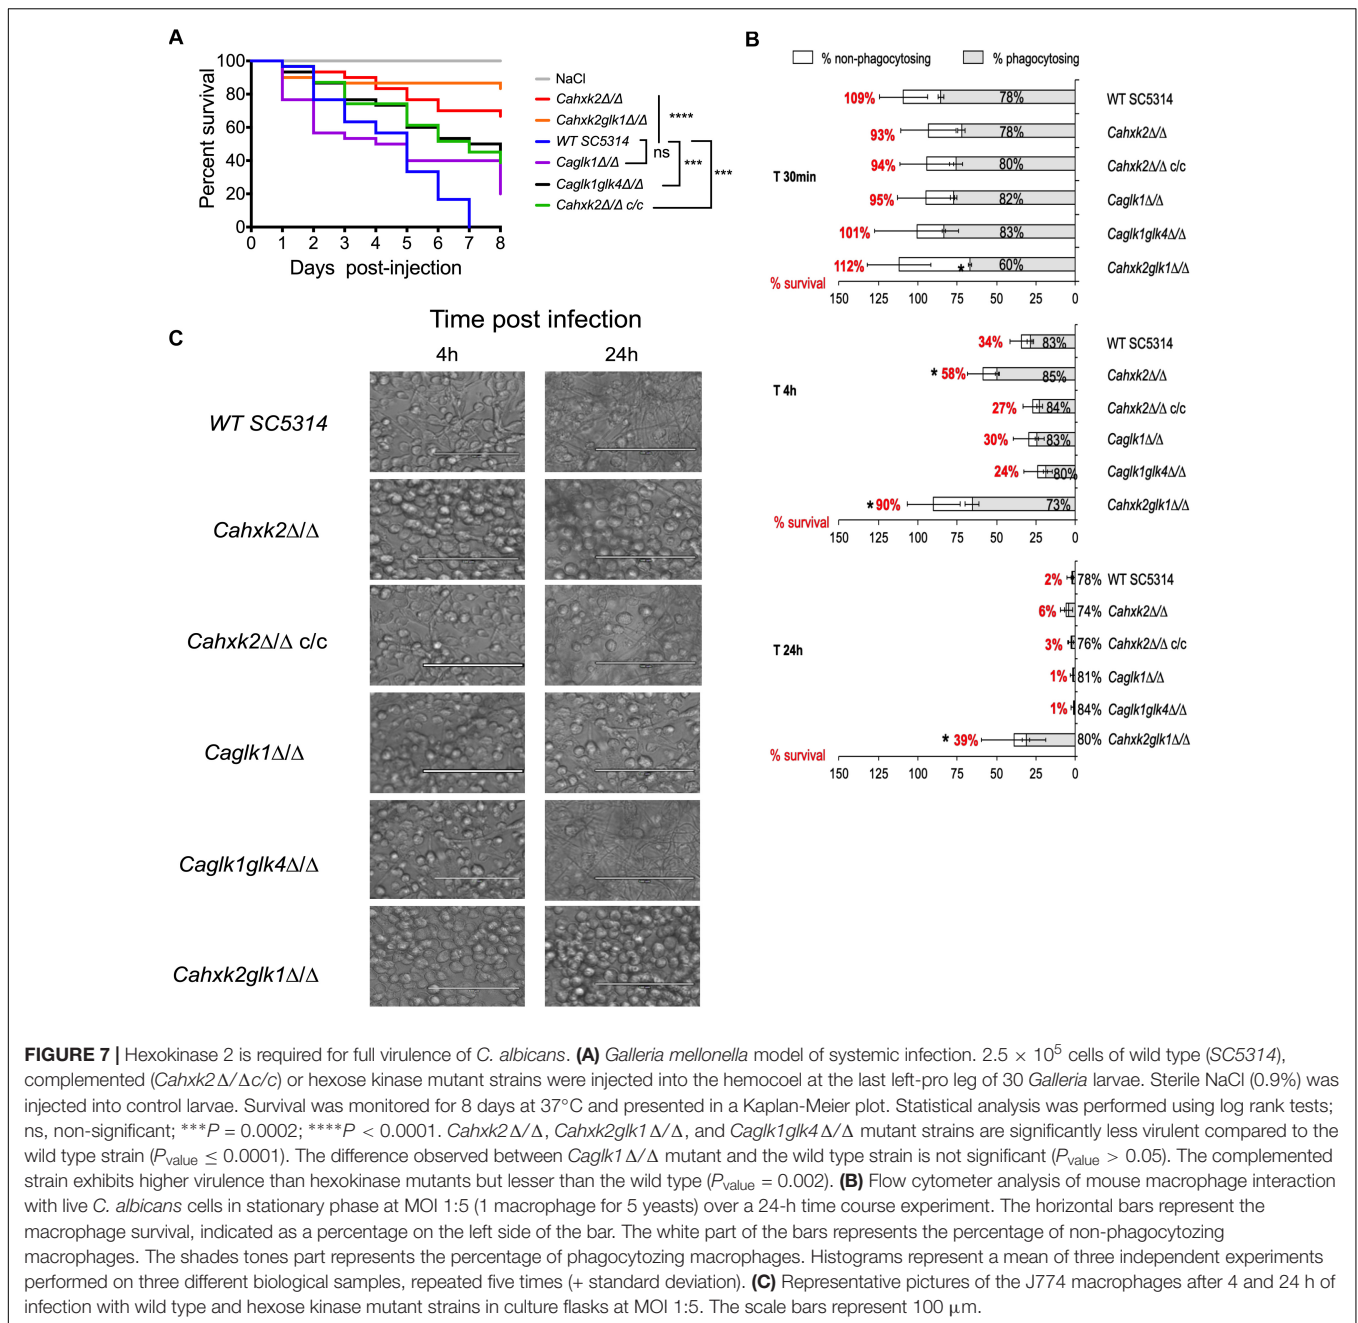 A
Percent survival
100
80
60
40
20
0
0 1 2 3 4 5 6 7 8
Days post-injection
NaCl
Cahxk2Δ/Δ
Cahxk2glk1Δ/Δ
WT SC5314
Caglk1Δ/Δ
Caglk1glk4Δ/Δ
Cahxk2Δ/Δ c/c
****
ns
***
***
B
% non-phagocytosing % phagocytosing
T 30min
109% 78% WT SC5314
93% 78% Cahxk2Δ/Δ
94% 80% Cahxk2Δ/Δ c/c
95% 82% Caglk1Δ/Δ
101% 83% Caglk1glk4Δ/Δ
112% * 60% Cahxk2glk1Δ/Δ
% survival
150 125 100 75 50 25 0
T 4h
34% 83% WT SC5314
* 58% 85% Cahxk2Δ/Δ
27% 84% Cahxk2Δ/Δ c/c
30% 83% Caglk1Δ/Δ
24% 80% Caglk1glk4Δ/Δ
* 90% 73% Cahxk2glk1Δ/Δ
% survival
150 125 100 75 50 25 0
T 24h
2% 78% WT SC5314
6% 74% Cahxk2Δ/Δ
3% 76% Cahxk2Δ/Δ c/c
1% 81% Caglk1Δ/Δ
1% 84% Caglk1glk4Δ/Δ
* 39% 80% Cahxk2glk1Δ/Δ
% survival
150 125 100 75 50 25 0
C
Time post infection
4h 24h
WT SC5314
Cahxk2Δ/Δ
Cahxk2Δ/Δ c/c
Caglk1Δ/Δ
Caglk1glk4Δ/Δ
Cahxk2glk1Δ/Δ
FIGURE 7 | Hexokinase 2 is required for full virulence of C. albicans. (A) Galleria mellonella model of systemic infection. 2.5 × 10⁵ cells of wild type (SC5314),
complemented (Cahxk2Δ/Δc/c) or hexose kinase mutant strains were injected into the hemocoel at the last left-pro leg of 30 Galleria larvae. Sterile NaCl (0.9%) was
injected into control larvae. Survival was monitored for 8 days at 37°C and presented in a Kaplan-Meier plot. Statistical analysis was performed using log rank tests;
ns, non-significant; ***P = 0.0002; ****P < 0.0001. Cahxk2Δ/Δ, Cahxk2glk1Δ/Δ, and Caglk1glk4Δ/Δ mutant strains are significantly less virulent compared to the
wild type strain (Pvalue ≤ 0.0001). The difference observed between Caglk1Δ/Δ mutant and the wild type strain is not significant (Pvalue > 0.05). The complemented
strain exhibits higher virulence than hexokinase mutants but lesser than the wild type (Pvalue = 0.002). (B) Flow cytometer analysis of mouse macrophage interaction
with live C. albicans cells in stationary phase at MOI 1:5 (1 macrophage for 5 yeasts) over a 24-h time course experiment. The horizontal bars represent the
macrophage survival, indicated as a percentage on the left side of the bar. The white part of the bars represents the percentage of non-phagocytozing
macrophages. The shades tones part represents the percentage of phagocytozing macrophages. Histograms represent a mean of three independent experiments
performed on three different biological samples, repeated five times (+ standard deviation). (C) Representative pictures of the J774 macrophages after 4 and 24 h of
infection with wild type and hexose kinase mutant strains in culture flasks at MOI 1:5. The scale bars represent 100 μm.